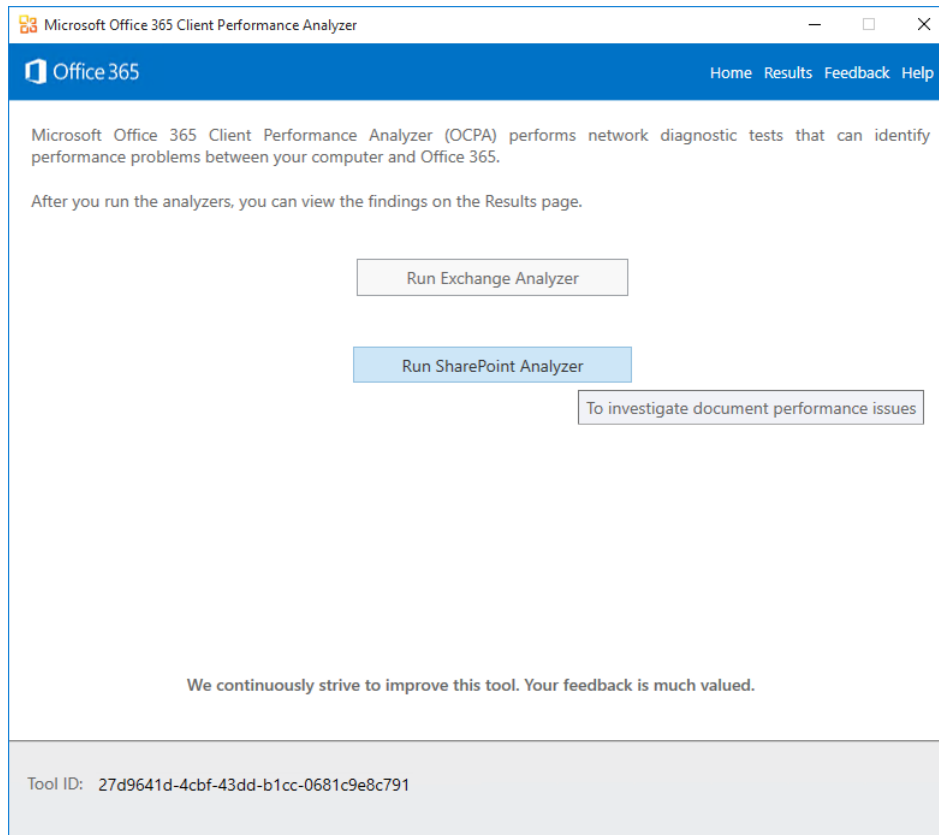 Microsoft Office 365 Client Performance Analyzer
Office 365
Home Results Feedback Help
Microsoft Office 365 Client Performance Analyzer (OCPA) performs network diagnostic tests that can identify
performance problems between your computer and Office 365.
After you run the analyzers, you can view the findings on the Results page.
Run Exchange Analyzer
Run SharePoint Analyzer
To investigate document performance issues
We continuously strive to improve this tool. Your feedback is much valued.
Tool ID: 27d9641d-4cbf-43dd-b1cc-0681c9e8c791